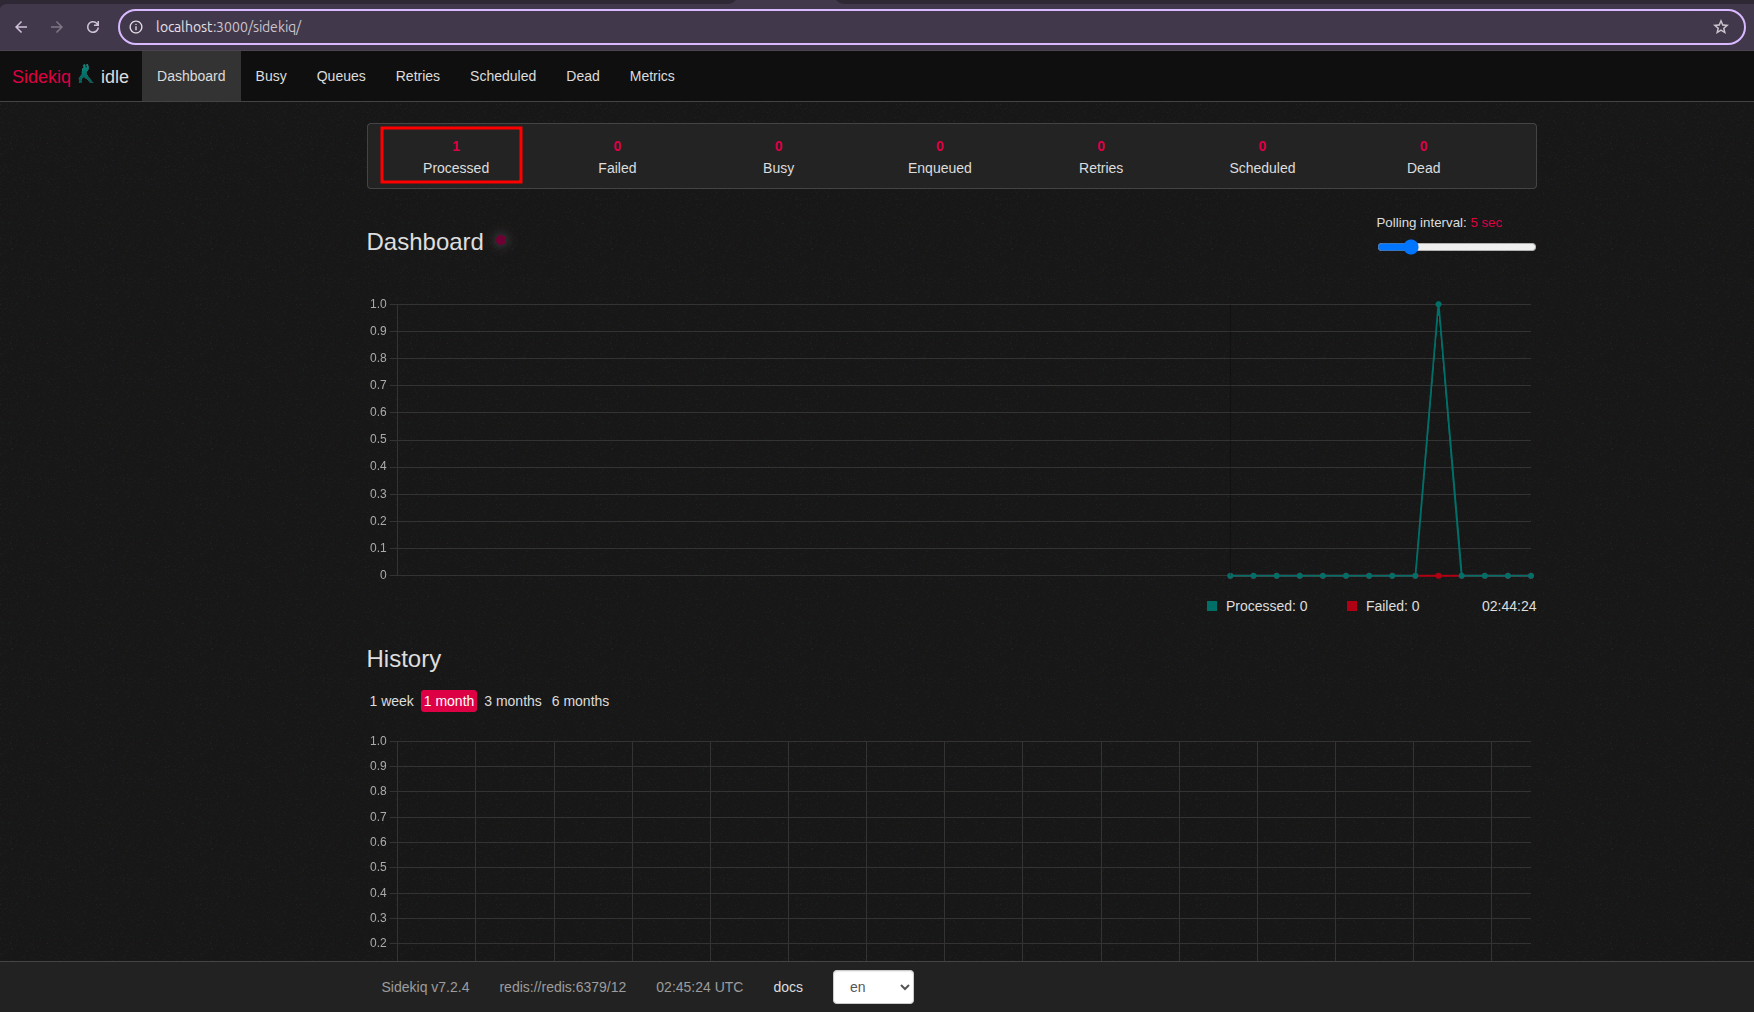 localhost:3000/sidekiq/
Sidekiq idle Dashboard Busy Queues Retries Scheduled Dead Metrics
1 0 0 0 0 0 0
Processed Failed Busy Enqueued Retries Scheduled Dead
Polling interval: 5 sec
Dashboard
1.0
0.9
0.8
0.7
0.6
0.5
0.4
0.3
0.2
0.1
0
Processed: 0 Failed: 0 02:44:24
History
1 week 1 month 3 months 6 months
1.0
0.9
0.8
0.7
0.6
0.5
0.4
0.3
0.2
Sidekiq v7.2.4 redis://redis:6379/12 02:45:24 UTC docs en